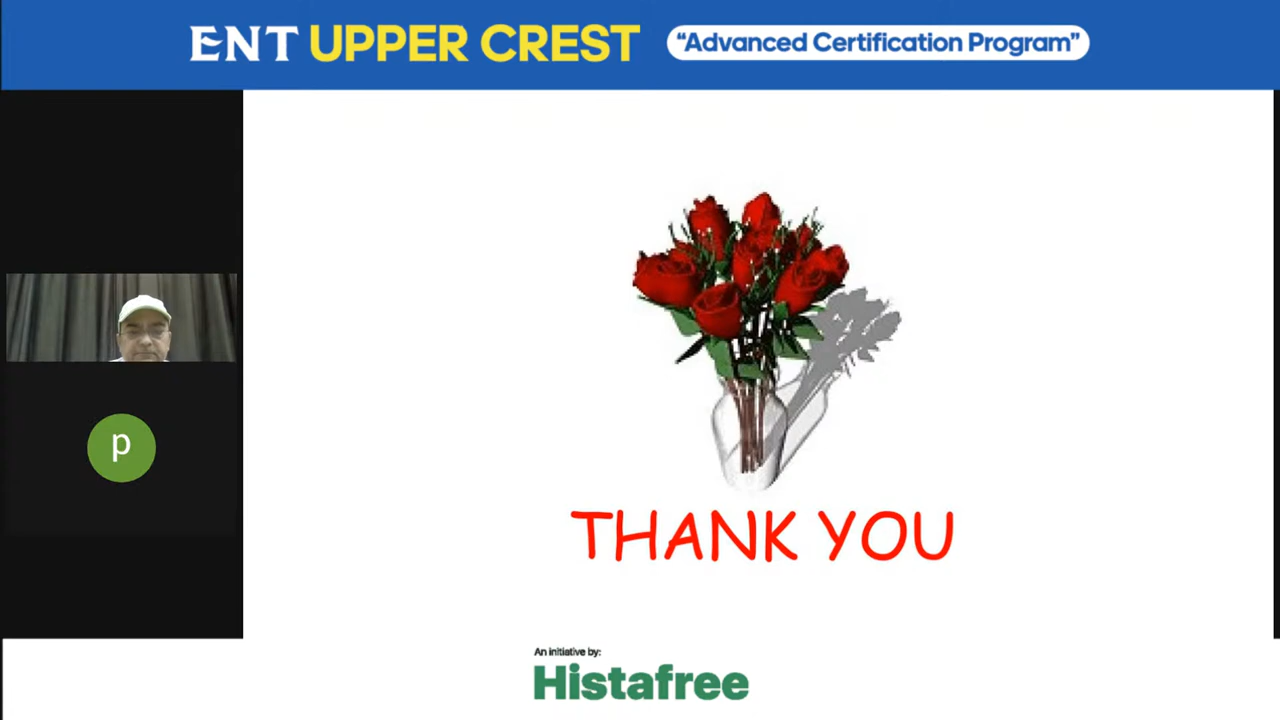 ENT UPPER CREST "Advanced Certification Program"
p
THANK YOU
An initiative by:
Histafree